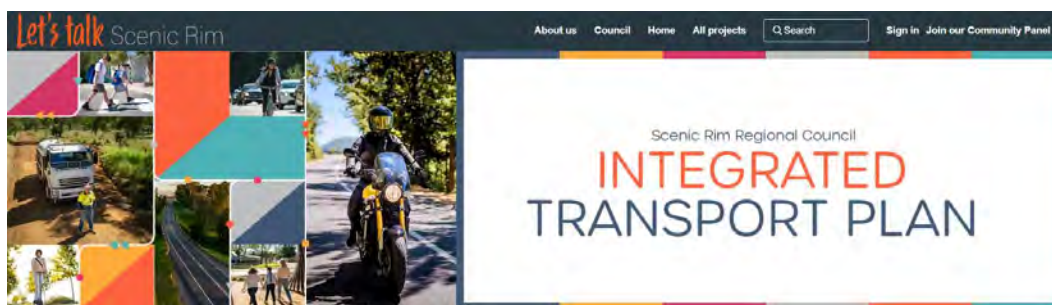 Let's talk Scenic Rim
About us Council Home All projects Search Sign in Join our Community Panel
Scenic Rim Regional Council
INTEGRATED
TRANSPORT PLAN